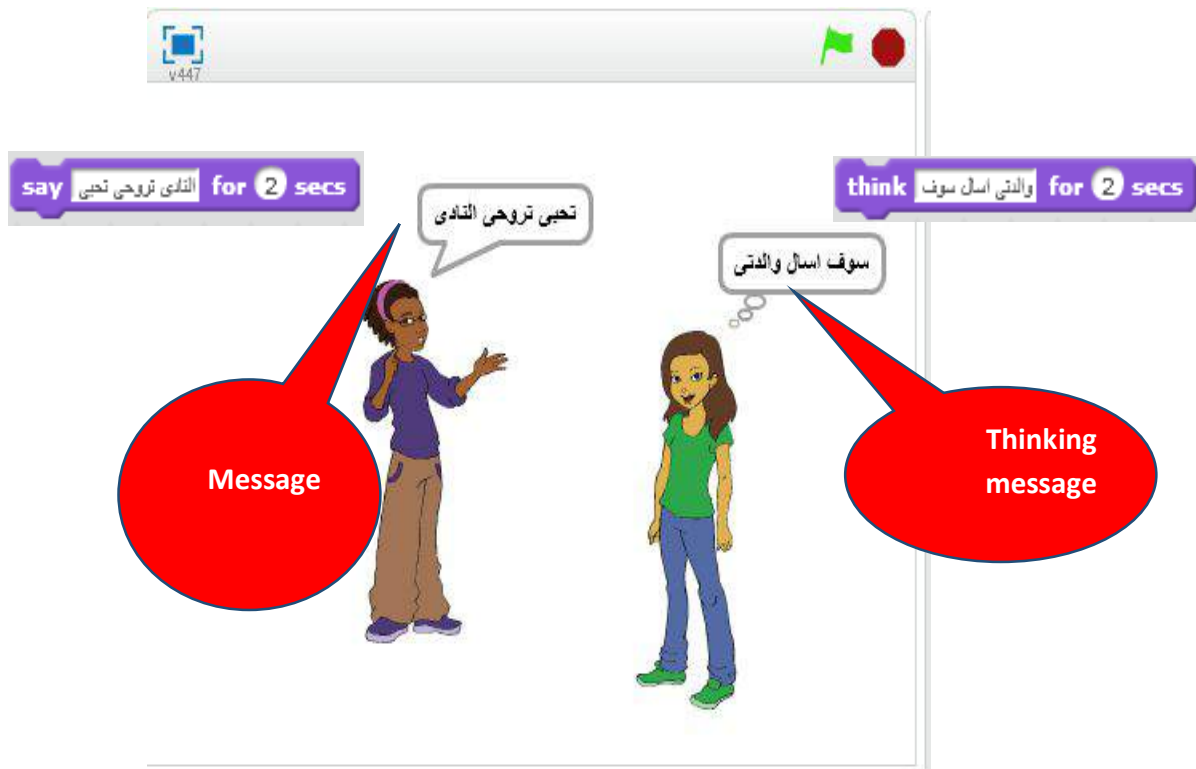 v447
say النادى تروحى تحبى for 2 secs
think والدتى اسال سوف for 2 secs
تحبى تروحى النادى
سوف اسال والدتى
Message
Thinking
message